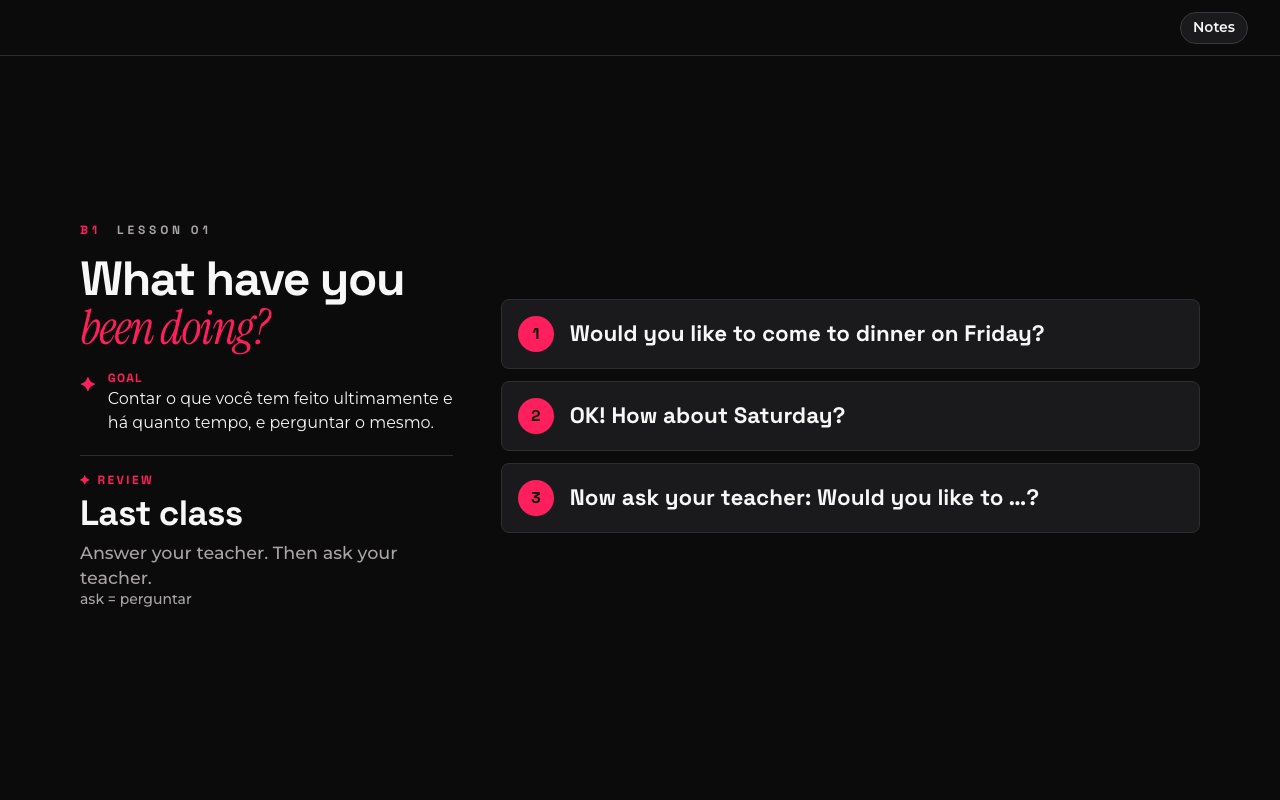 Notes
B1 LESSON 01
What have you
been doing?
GOAL
Contar o que você tem feito ultimamente e
há quanto tempo, e perguntar o mesmo.
REVIEW
Last class
Answer your teacher. Then ask your
teacher.
ask = perguntar
1 Would you like to come to dinner on Friday?
2 OK! How about Saturday?
3 Now ask your teacher: Would you like to …?